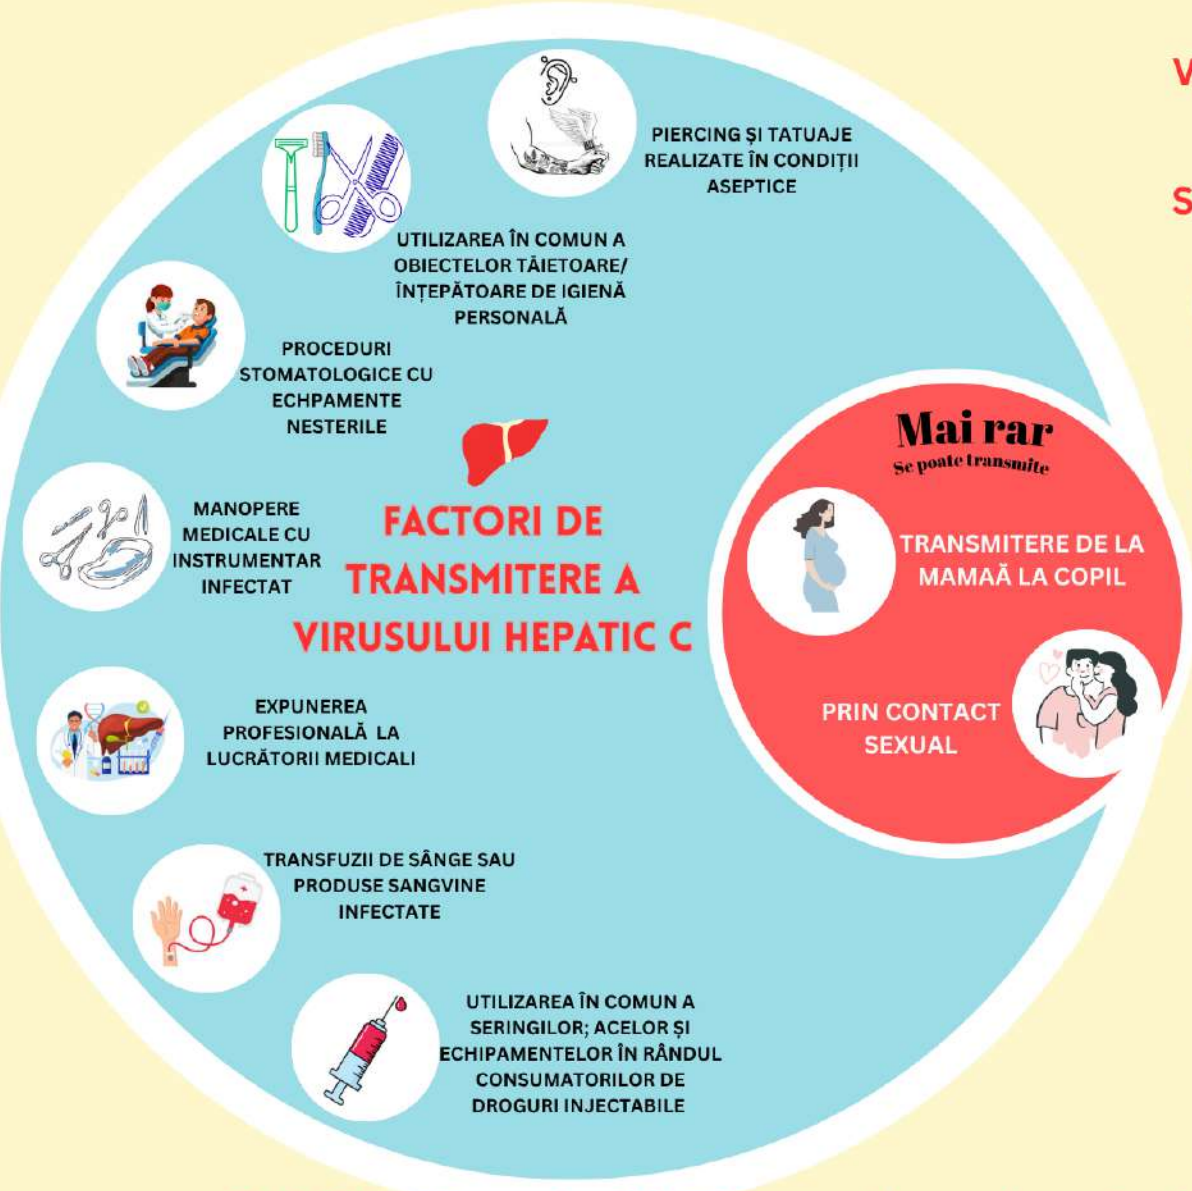 PIERCING ȘI TATUAJE
REALIZATE ÎN CONDIȚII
ASEPTICE
UTILIZAREA ÎN COMUN A
OBIECTELOR TĂIETOARE/
ÎNȚEPĂTOARE DE IGIENĂ
PERSONALĂ
PROCEDURI
STOMATOLOGICE CU
ECHPAMENTE
NESTERILE
MANOPERE
MEDICALE CU
INSTRUMENTAR
INFECTAT
FACTORI DE
TRANSMITERE A
VIRUSULUI HEPATIC C
EXPUNEREA
PROFESIONALĂ LA
LUCRĂTORII MEDICALI
TRANSFUZII DE SÂNGE SAU
PRODUSE SANGVINE
INFECTATE
UTILIZAREA ÎN COMUN A
SERINGILOR; ACELOR ȘI
ECHIPAMENTELOR ÎN RÂNDUL
CONSUMATORILOR DE
DROGURI INJECTABILE
Mai rar
Se poate transmite
TRANSMITERE DE LA
MAMAĂ LA COPIL
PRIN CONTACT
SEXUAL
V
S